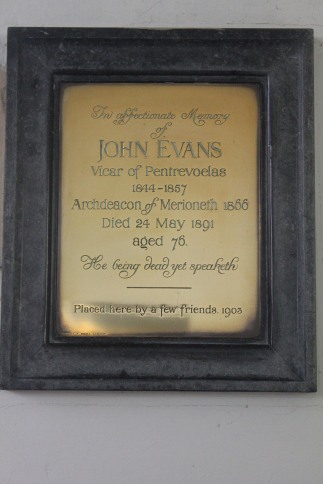 In affectionate Memory
of
JOHN EVANS
Vicar of Pentrevoelas
1844-1857
Archdeacon of Merioneth 1866
Died 24 May 1891
aged 76.
He being dead yet speaketh
Placed here by a few friends. 1903